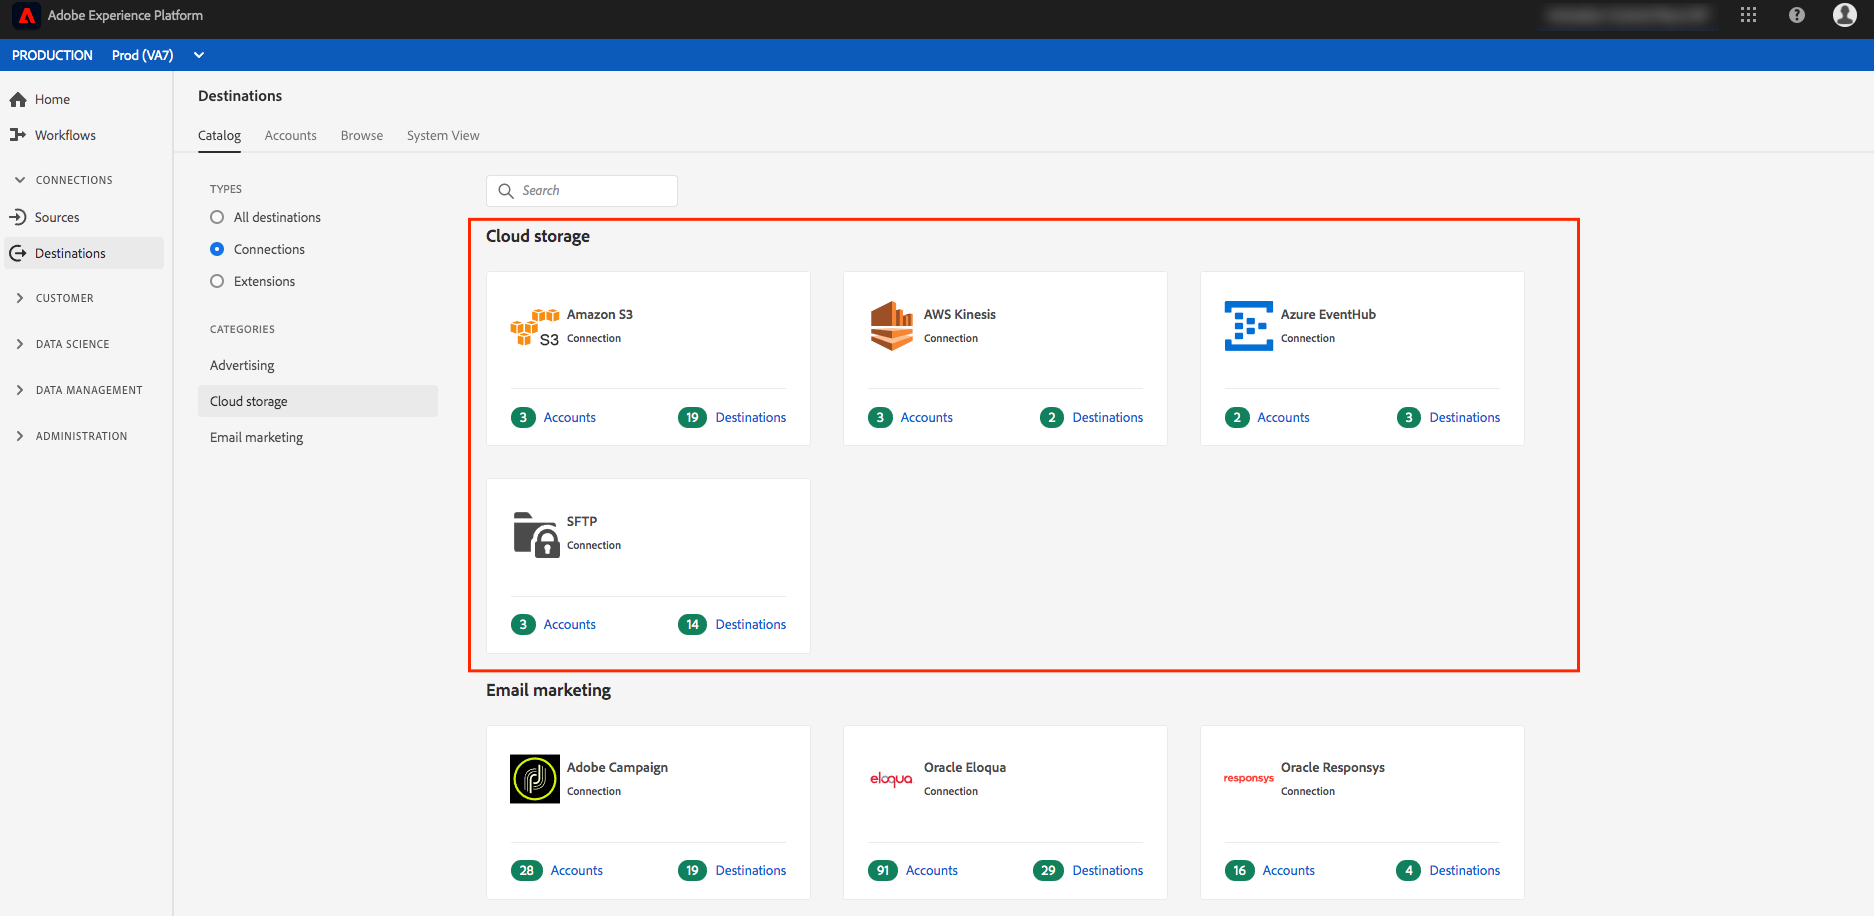 Adobe Experience Platform
PRODUCTION Prod (VA7)
Home
Workflows
CONNECTIONS
Sources
Destinations
CUSTOMER
DATA SCIENCE
DATA MANAGEMENT
ADMINISTRATION
Destinations
Catalog Accounts Browse System View
TYPES
All destinations
Connections
Extensions
CATEGORIES
Advertising
Cloud storage
Email marketing
Search
Cloud storage
S3
Amazon S3
Connection
3 Accounts 19 Destinations
AWS Kinesis
Connection
3 Accounts 2 Destinations
Azure EventHub
Connection
2 Accounts 3 Destinations
SFTP
Connection
3 Accounts 14 Destinations
Email marketing
Adobe Campaign
Connection
28 Accounts 19 Destinations
eloqua
Oracle Eloqua
Connection
91 Accounts 29 Destinations
responsys
Oracle Responsys
Connection
16 Accounts 4 Destinations